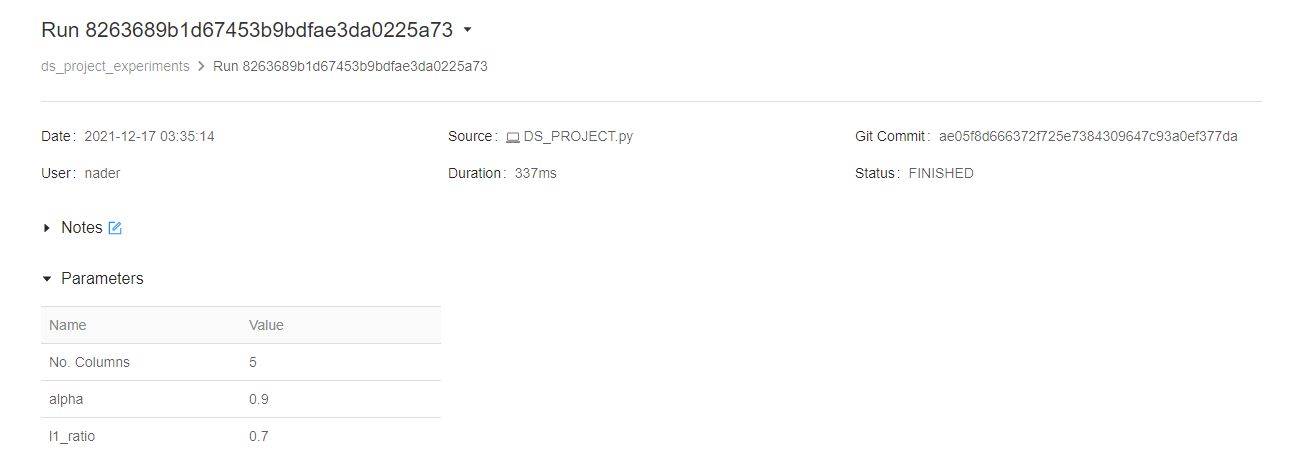 Run 8263689b1d67453b9bdfae3da0225a73
ds_project_experiments > Run 8263689b1d67453b9bdfae3da0225a73
Date: 2021-12-17 03:35:14 Source: DS_PROJECT.py Git Commit: ae05f8d666372f725e7384309647c93a0ef377da
User: nader Duration: 337ms Status: FINISHED
Notes
Parameters
Name Value
No. Columns 5
alpha 0.9
l1_ratio 0.7